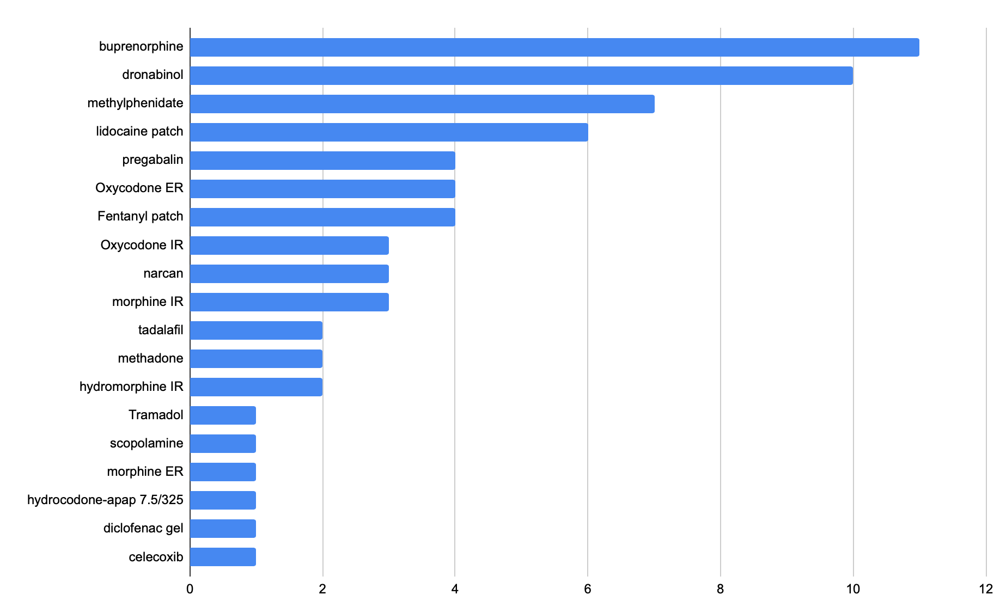 buprenorphine
dronabinol
methylphenidate
lidocaine patch
pregabalin
Oxycodone ER
Fentanyl patch
Oxycodone IR
narcan
morphine IR
tadalafil
methadone
hydromorphine IR
Tramadol
scopolamine
morphine ER
hydrocodone-apap 7.5/325
diclofenac gel
celecoxib
0 2 4 6 8 10 12